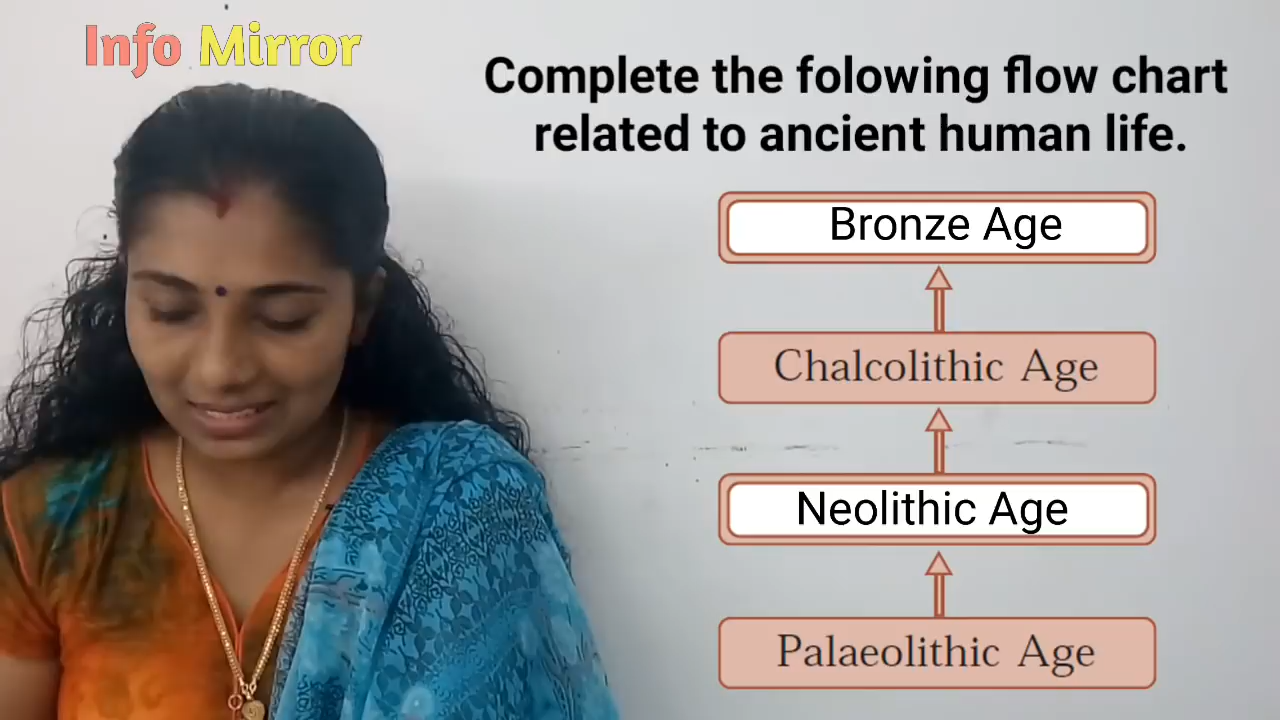 Info Mirror
Complete the folowing flow chart
related to ancient human life.
Bronze Age
Chalcolithic Age
Neolithic Age
Palaeolithic Age